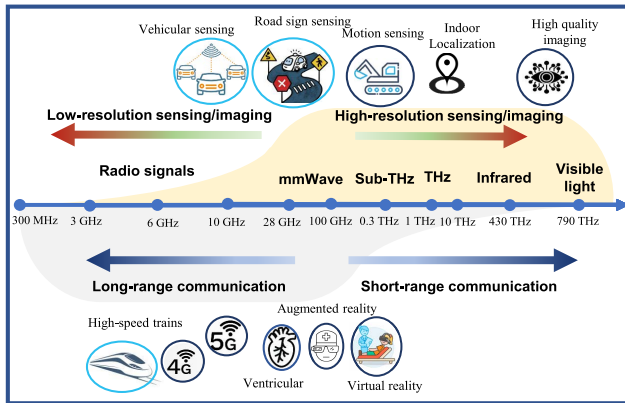 Vehicular sensing
Road sign sensing
Motion sensing
Indoor
Localization
High quality
imaging
Low-resolution sensing/imaging
High-resolution sensing/imaging
Radio signals
mmWave
Sub-THz
THz
Infrared
Visible
light
300 MHz
3 GHz
6 GHz
10 GHz
28 GHz
100 GHz
0.3 THz
1 THz
10 THz
430 THz
790 THz
Long-range communication
Short-range communication
High-speed trains
4G
5G
Augmented reality
Ventricular
Virtual reality